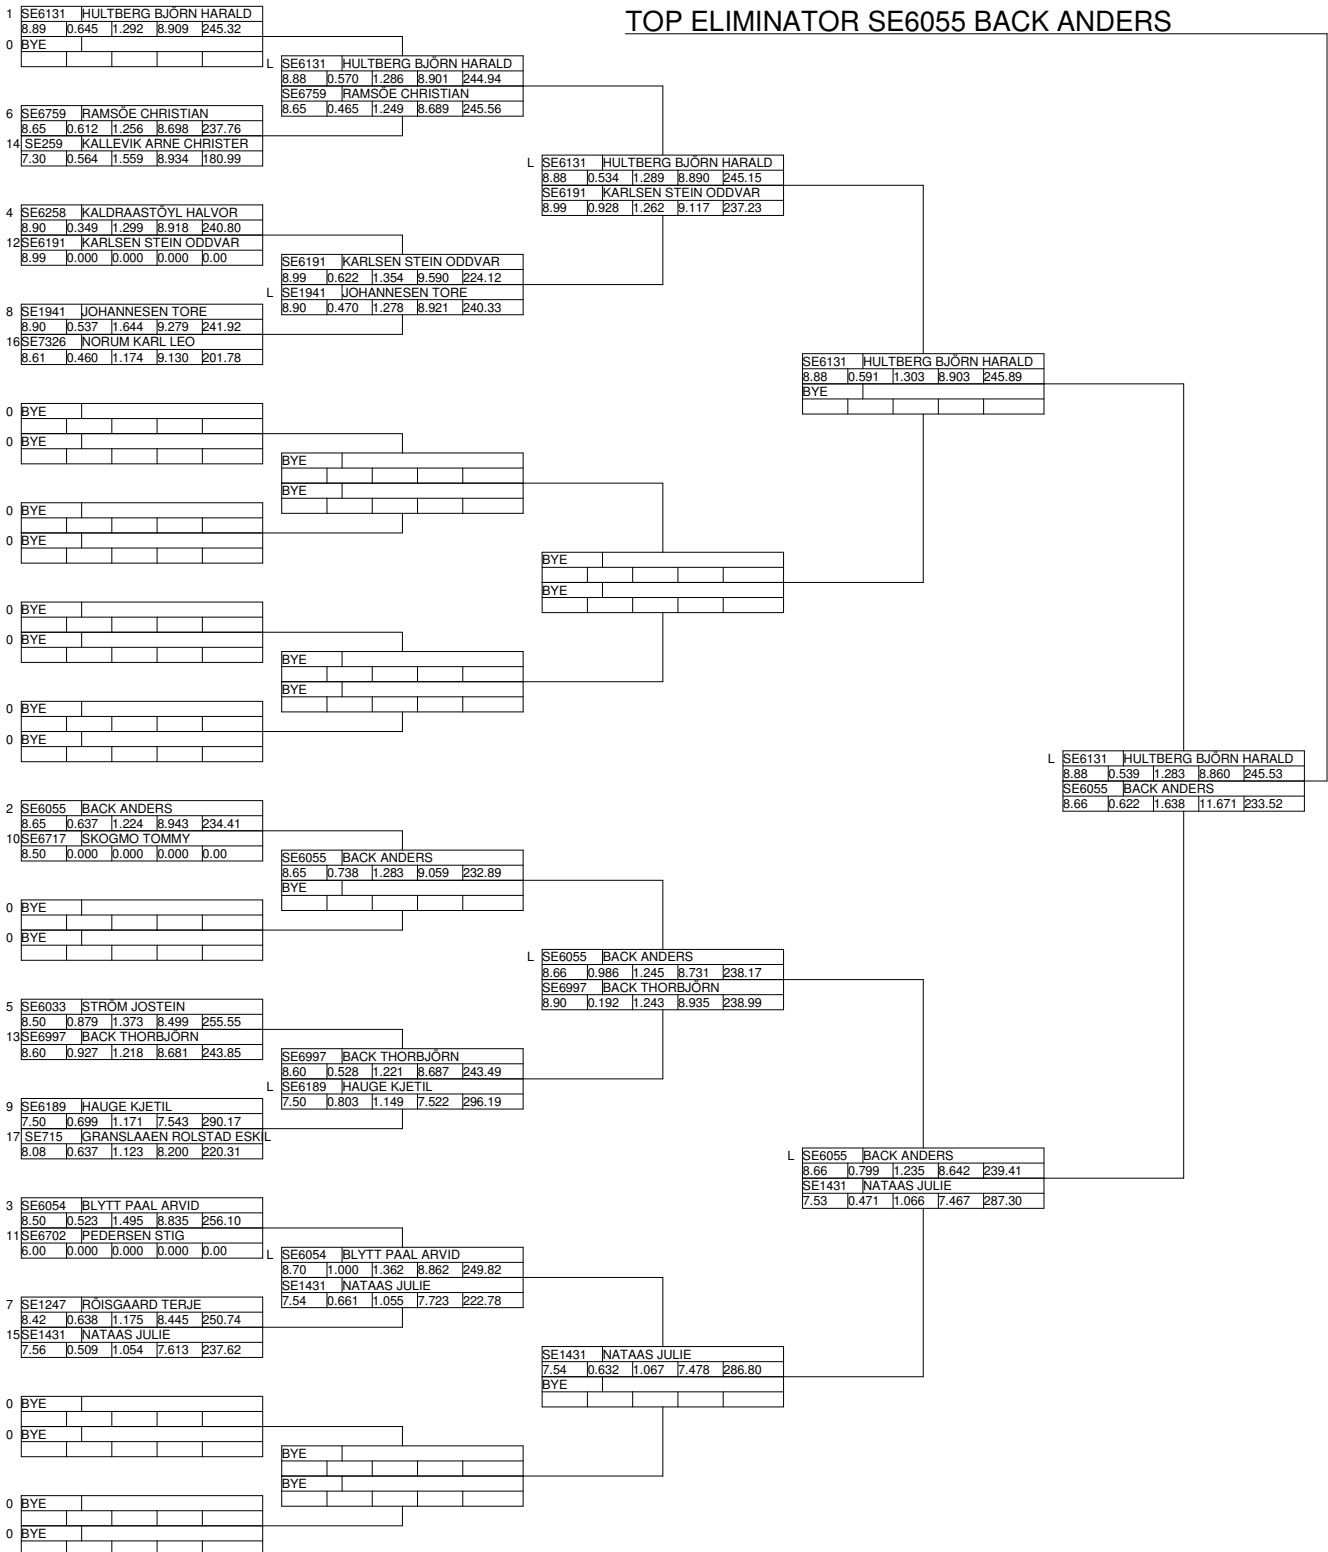 TOP ELIMINATOR SE6055 BACK ANDERS
1 SE6131 HULTBERG BJÖRN HARALD
8.89 0.645 1.292 8.909 245.32
0 BYE
6 SE6759 RAMSÖE CHRISTIAN
8.65 0.612 1.256 8.698 237.76
14 SE259 KALLEVIK ARNE CHRISTER
7.30 0.564 1.559 8.934 180.99
4 SE6258 KALDRAASTÖYL HALVOR
8.90 0.349 1.299 8.918 240.80
12 SE6191 KARLSEN STEIN ODDVAR
8.99 0.000 0.000 0.000 0.00
8 SE1941 JOHANNESEN TORE
8.90 0.537 1.644 9.279 241.92
16 SE7326 NORUM KARL LEO
8.61 0.460 1.174 9.130 201.78
0 BYE
0 BYE
0 BYE
0 BYE
0 BYE
0 BYE
0 BYE
0 BYE
2 SE6055 BACK ANDERS
8.65 0.637 1.224 8.943 234.41
10 SE6717 SKOGMO TOMMY
8.50 0.000 0.000 0.000 0.00
0 BYE
0 BYE
5 SE6033 STRÖM JOSTEIN
8.50 0.879 1.373 8.499 255.55
13 SE6997 BACK THORBJÖRN
8.60 0.927 1.218 8.681 243.85
9 SE6189 HAUGE KJETIL
7.50 0.699 1.171 7.543 290.17
17 SE715 GRANSLAAEN ROLSTAD ESKIL
8.08 0.637 1.123 8.200 220.31
3 SE6054 BLYTT PAAL ARVID
8.50 0.523 1.495 8.835 256.10
11 SE6702 PEDERSEN STIG
6.00 0.000 0.000 0.000 0.00
7 SE1247 RÖISGAARD TERJE
8.42 0.638 1.175 8.445 250.74
15 SE1431 NATAAS JULIE
7.56 0.509 1.054 7.613 237.62
0 BYE
0 BYE
0 BYE
0 BYE
L SE6131 HULTBERG BJÖRN HARALD
8.88 0.570 1.286 8.901 244.94
SE6759 RAMSÖE CHRISTIAN
8.65 0.465 1.249 8.689 245.56
SE6191 KARLSEN STEIN ODDVAR
8.99 0.622 1.354 9.590 224.12
L SE1941 JOHANNESEN TORE
8.90 0.470 1.278 8.921 240.33
BYE
BYE
BYE
BYE
SE6055 BACK ANDERS
8.65 0.738 1.283 9.059 232.89
BYE
SE6997 BACK THORBJÖRN
8.60 0.528 1.221 8.687 243.49
L SE6189 HAUGE KJETIL
7.50 0.803 1.149 7.522 296.19
L SE6054 BLYTT PAAL ARVID
8.70 1.000 1.362 8.862 249.82
SE1431 NATAAS JULIE
7.54 0.661 1.055 7.723 222.78
BYE
BYE
L SE6131 HULTBERG BJÖRN HARALD
8.88 0.534 1.289 8.890 245.15
SE6191 KARLSEN STEIN ODDVAR
8.99 0.928 1.262 9.117 237.23
BYE
BYE
L SE6055 BACK ANDERS
8.66 0.986 1.245 8.731 238.17
SE6997 BACK THORBJÖRN
8.90 0.192 1.243 8.935 238.99
SE1431 NATAAS JULIE
7.54 0.632 1.067 7.478 286.80
BYE
SE6131 HULTBERG BJÖRN HARALD
8.88 0.591 1.303 8.903 245.89
BYE
L SE6055 BACK ANDERS
8.66 0.799 1.235 8.642 239.41
SE1431 NATAAS JULIE
7.53 0.471 1.066 7.467 287.30
L SE6131 HULTBERG BJÖRN HARALD
8.88 0.539 1.283 8.860 245.53
SE6055 BACK ANDERS
8.66 0.622 1.638 11.671 233.52